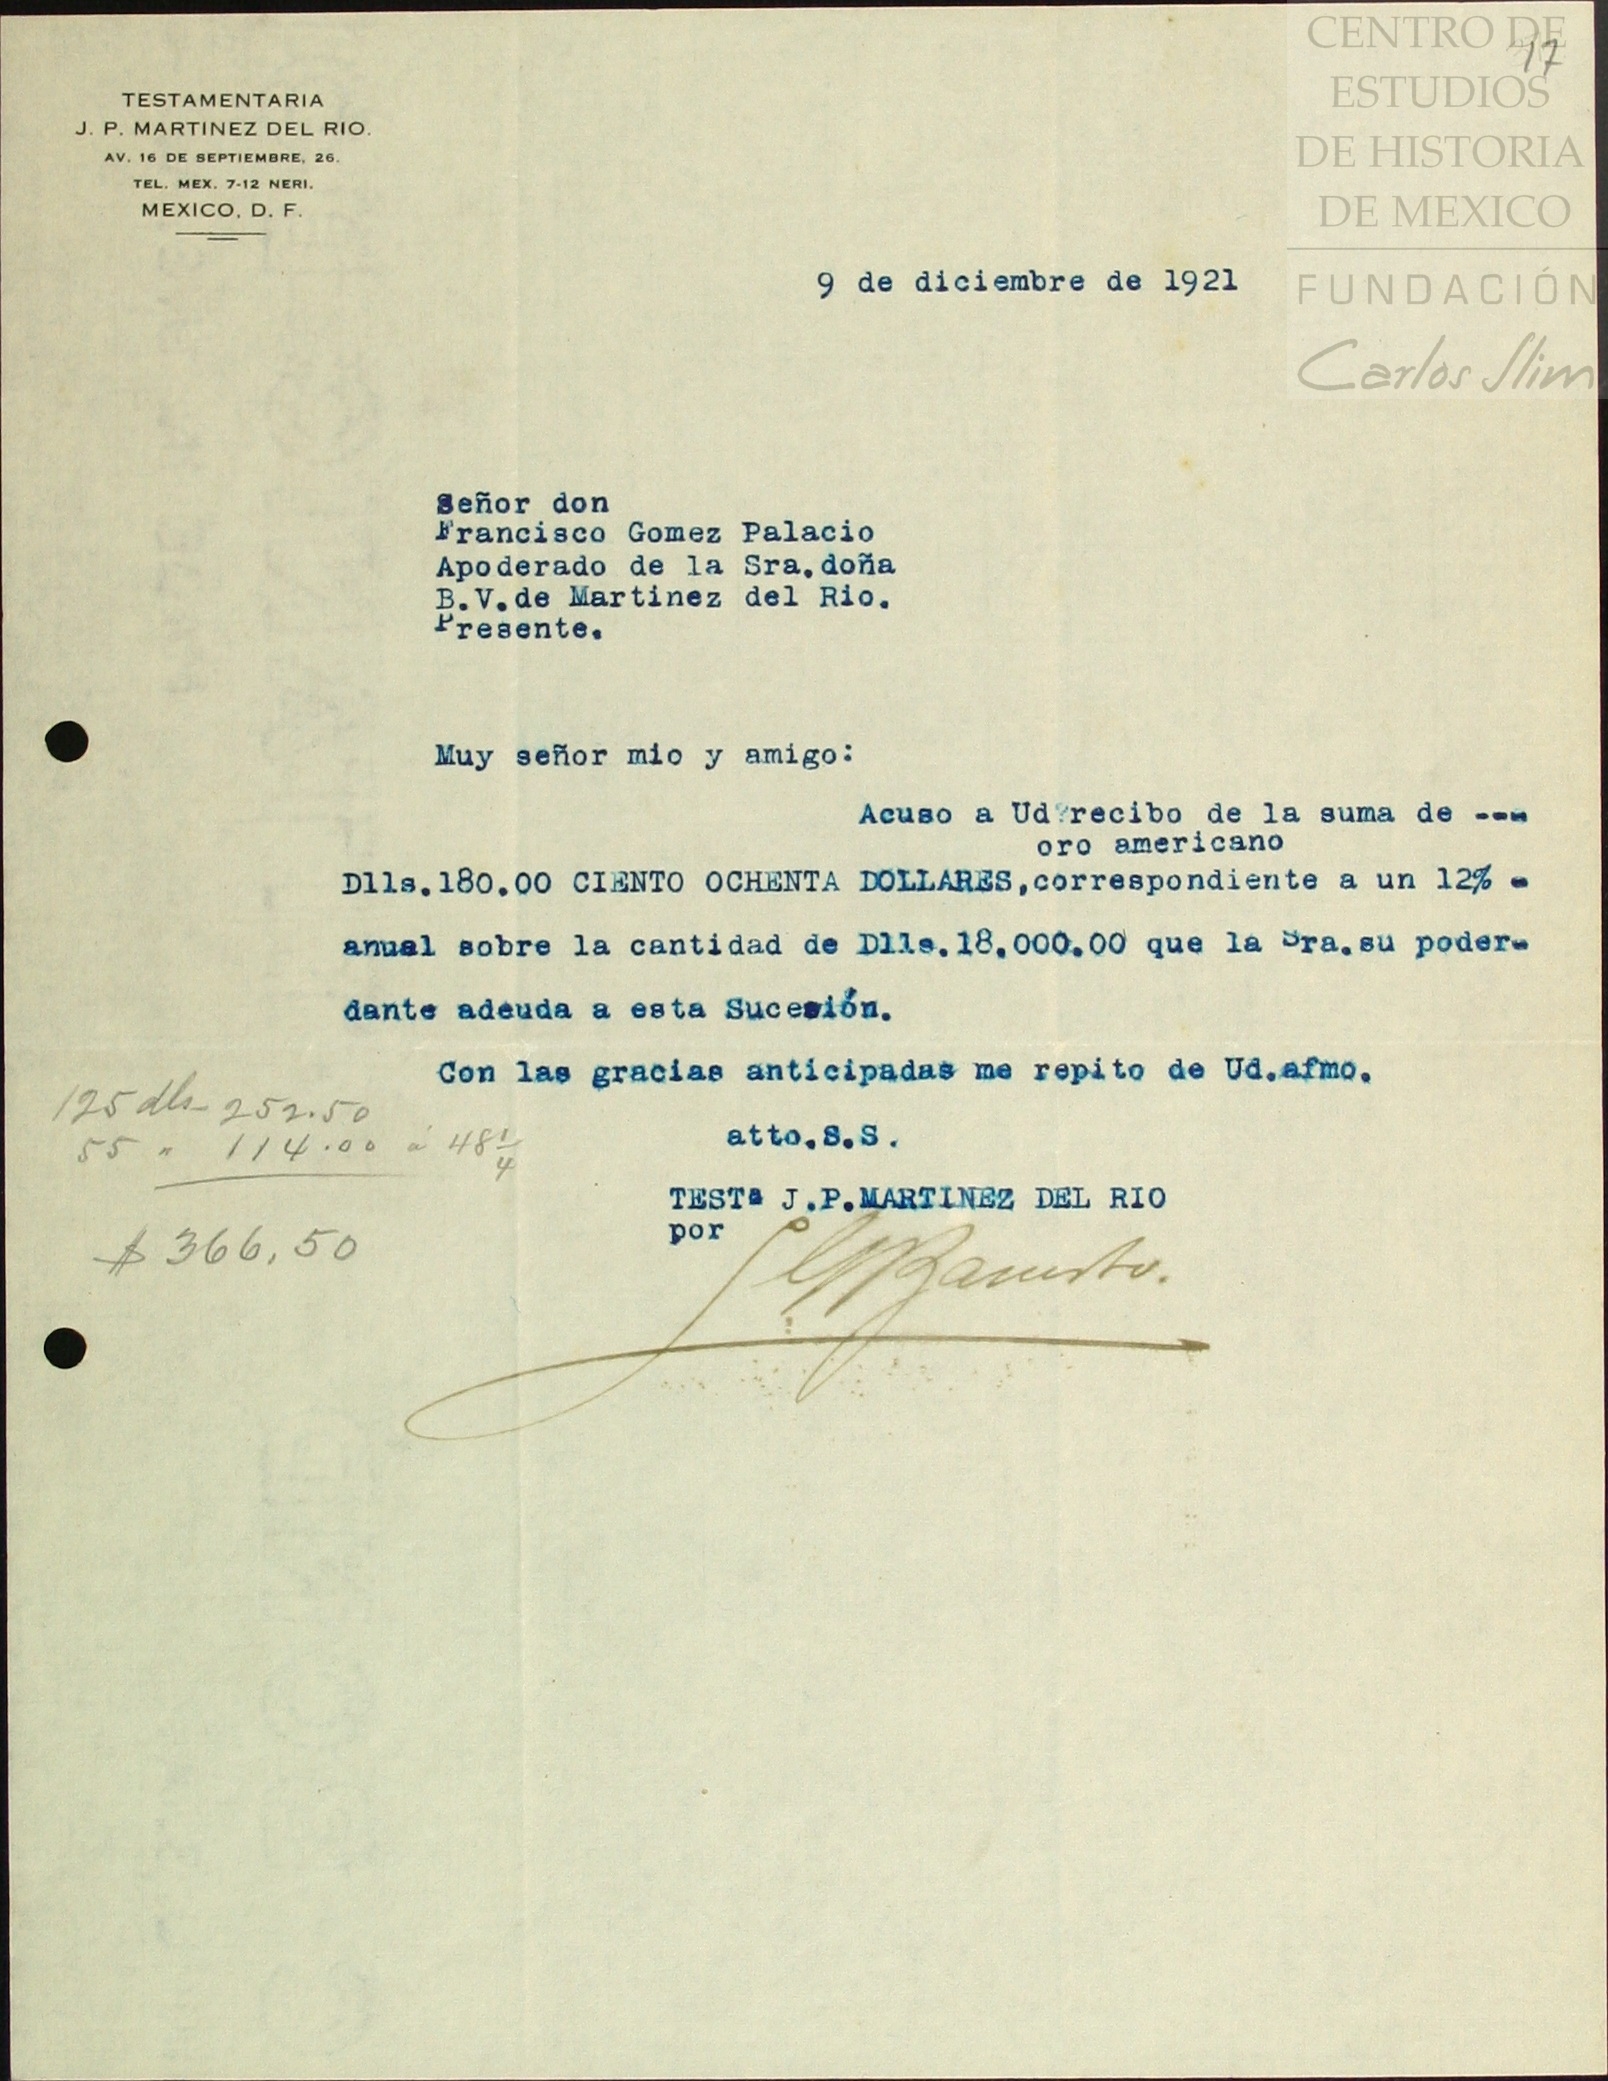 CENTRO DE
ESTUDIOS
DE HISTORIA
DE MEXICO
FUNDACIÓN
Carlos Slim
17
TESTAMENTARIA
J. P. MARTINEZ DEL RIO.
AV. 16 DE SEPTIEMBRE, 26.
TEL. MEX. 7-12 NERI.
MEXICO, D. F.
9 de diciembre de 1921
Señor don
Francisco Gomez Palacio
Apoderado de la Sra.doña
B.V.de Martinez del Rio.
Presente.
Muy señor mio y amigo:
Acuso a Ud recibo de la suma de ---
oro americano
Dlls.180.00 CIENTO OCHENTA DOLLARES,correspondiente a un 12% -
anual sobre la cantidad de Dlls.18.000.00 que la Sra.su poder-
dante adeuda a esta Sucesión.
Con las gracias anticipadas me repito de Ud.afmo.
atto.S.S.
TESTª J.P.MARTINEZ DEL RIO
por
125 dls- 252.50
55 " 114.00 á 48 1/4
$ 366,50